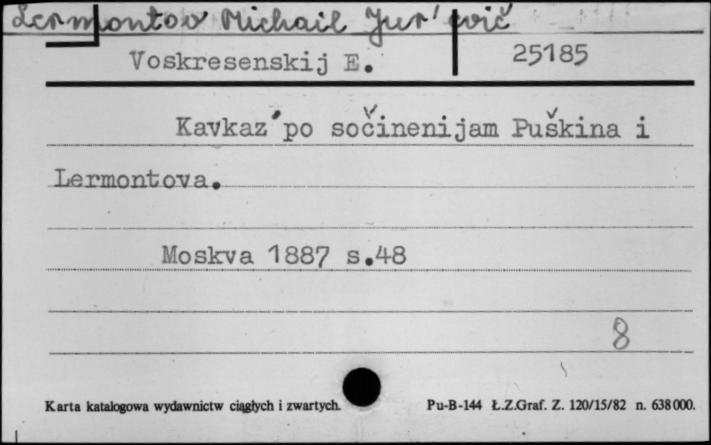 Lermontov Michail Jur'evič
Voskresenskij E. 25185
Kavkaz po sočinenijam Puškina i
Lermontova.
Moskva 1887 s.48
8
Karta katalogowa wydawnictw ciągłych i zwartych. Pu-B-144 Ł.Z.Graf. Z. 120/15/82 n. 638000.